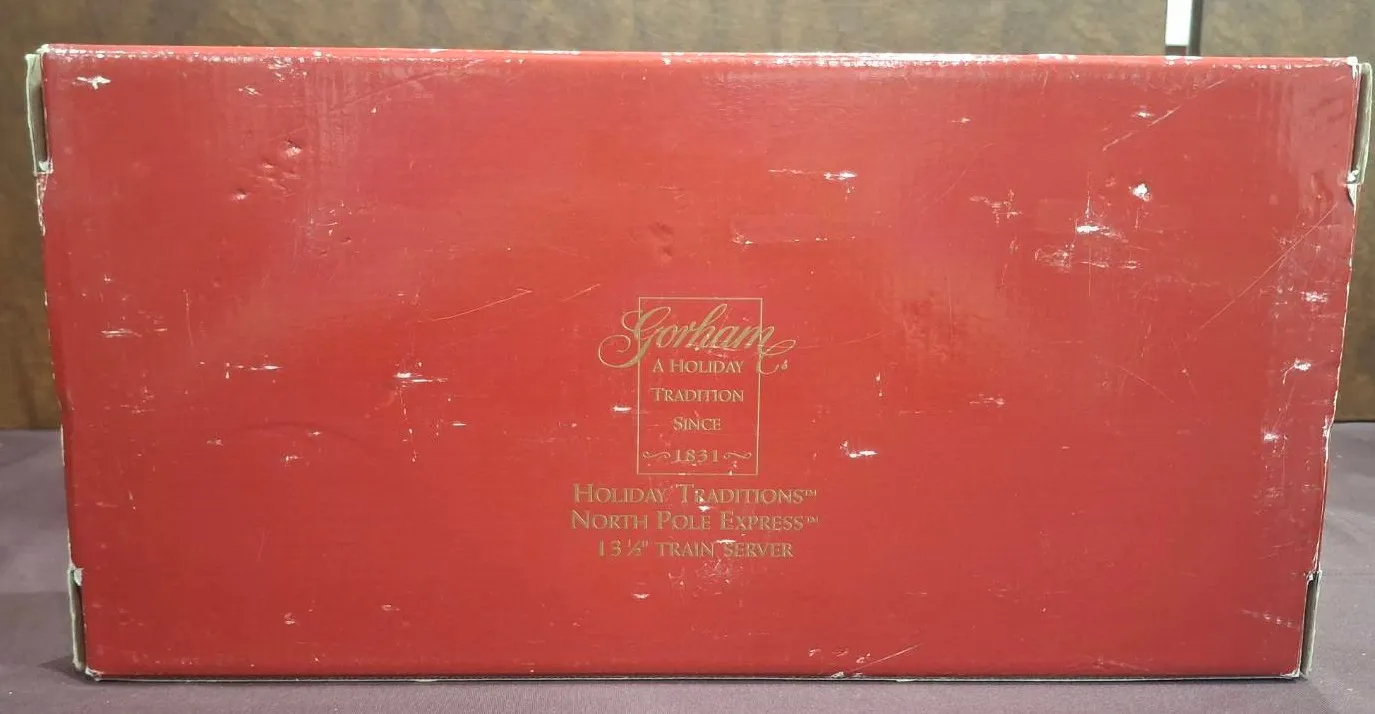 Gorham
A HOLIDAY
TRADITION
SINCE
1831
HOLIDAY TRADITIONS™
NORTH POLE EXPRESS™
13 ½" TRAIN SERVER